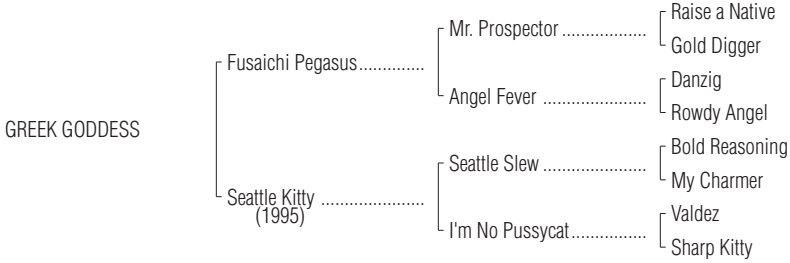 Raise a Native
Mr. Prospector ..................
Gold Digger
Fusaichi Pegasus..............
Danzig
Angel Fever ......................
Rowdy Angel
GREEK GODDESS
Bold Reasoning
Seattle Slew ......................
My Charmer
Seattle Kitty ......................
(1995)
Valdez
I'm No Pussycat................
Sharp Kitty